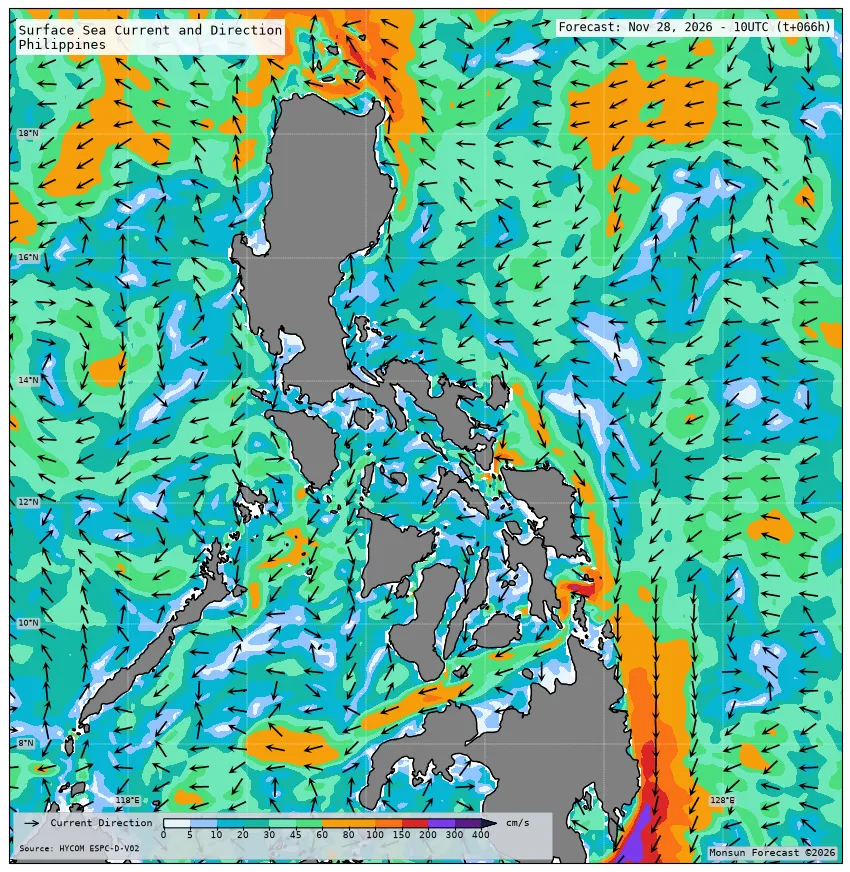 Surface Sea Current and Direction
Philippines
Forecast: Nov 28, 2026 - 10UTC (t+066h)
18°N
16°N
14°N
12°N
10°N
8°N
118°E
128°E
Current Direction
0 5 10 20 30 45 60 80 100 150 200 300 400
cm/s
Source: HYCOM ESPC-D-V02
Monsun Forecast ©2026